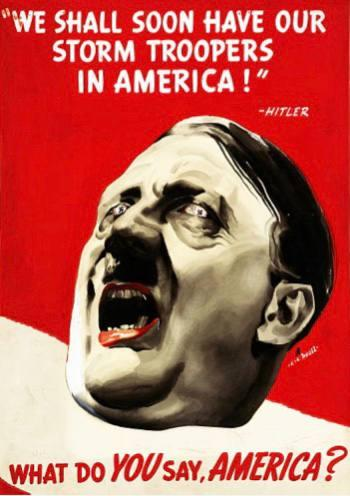 "WE SHALL SOON HAVE OUR
STORM TROOPERS
IN AMERICA!"
-HITLER
WHAT DO YOU SAY, AMERICA?